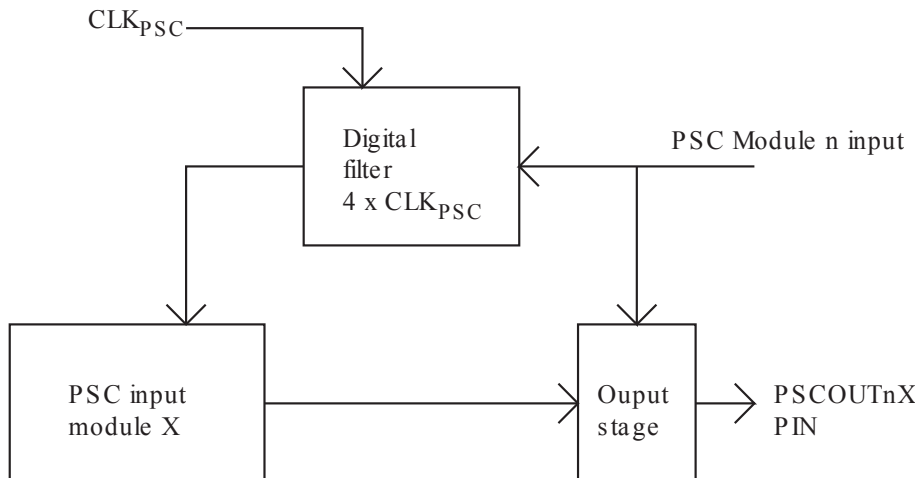 CLKPSC
Digital
filter
4 x CLKPSC
PSC Module n input
PSC input
module X
Ouput
stage
PSCOUTnX
PIN